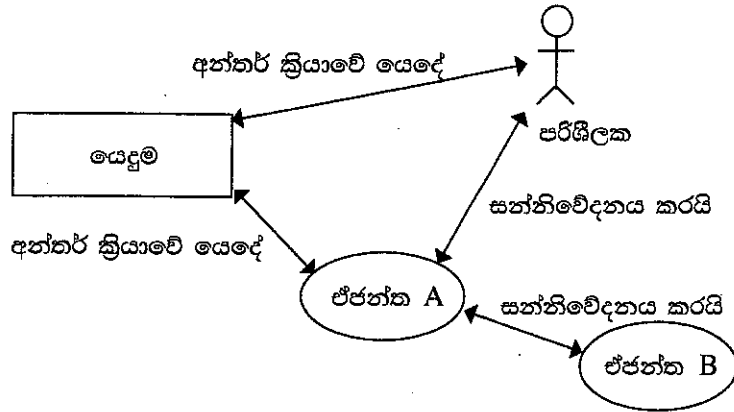 අන්තර් ක්‍රියාවේ යෙදේ
යෙදුම
පරිශීලක
සන්නිවේදනය කරයි
අන්තර් ක්‍රියාවේ යෙදේ
ඒජන්ත A
සන්නිවේදනය කරයි
ඒජන්ත B